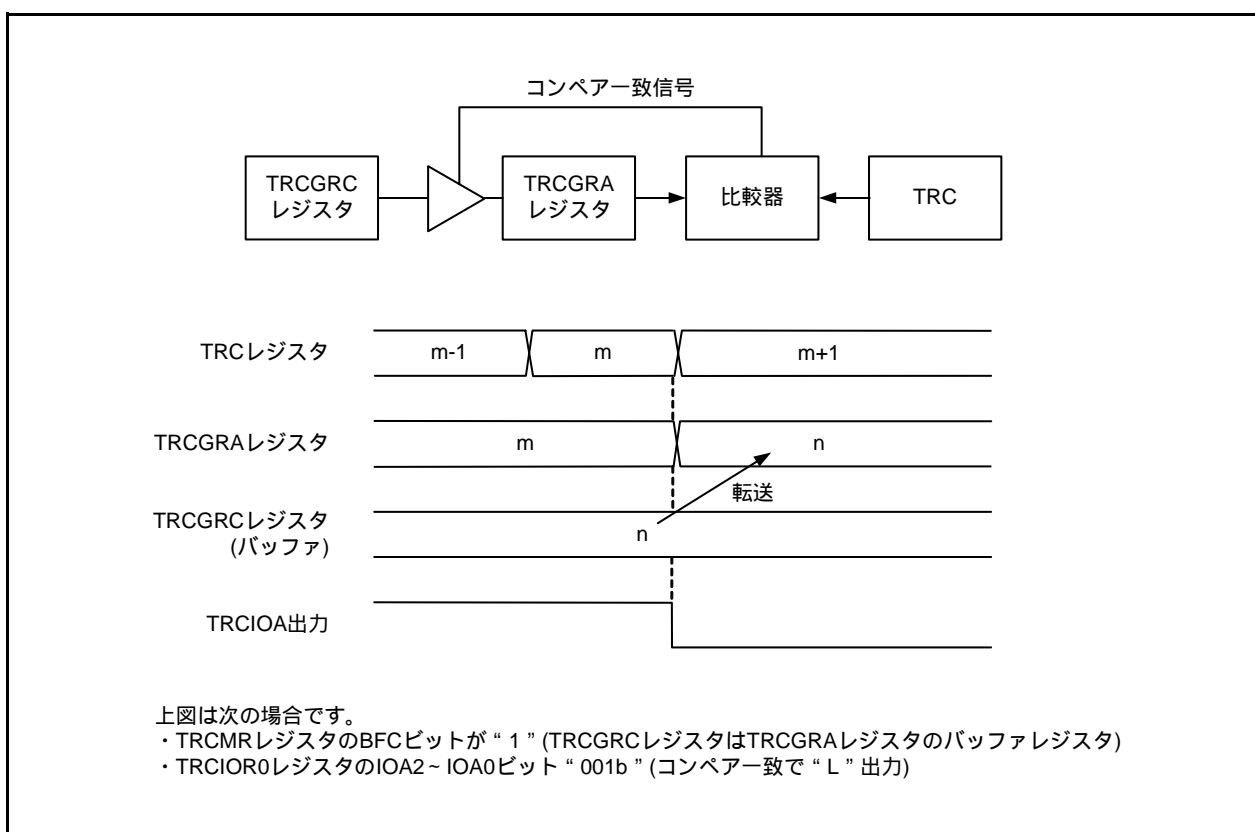 コンペア一致信号
TRCGRC
レジスタ
TRCGRA
レジスタ
比較器
TRC
TRCレジスタ
m-1
m
m+1
TRCGRAレジスタ
m
n
転送
TRCGRCレジスタ
(バッファ)
n
TRCIOA出力
上図は次の場合です。
・TRCMRレジスタのBFCビットが“1”(TRCGRCレジスタはTRCGRAレジスタのバッファレジスタ)
・TRCIOR0レジスタのIOA2~IOA0ビット“001b”(コンペア一致で“L”出力)